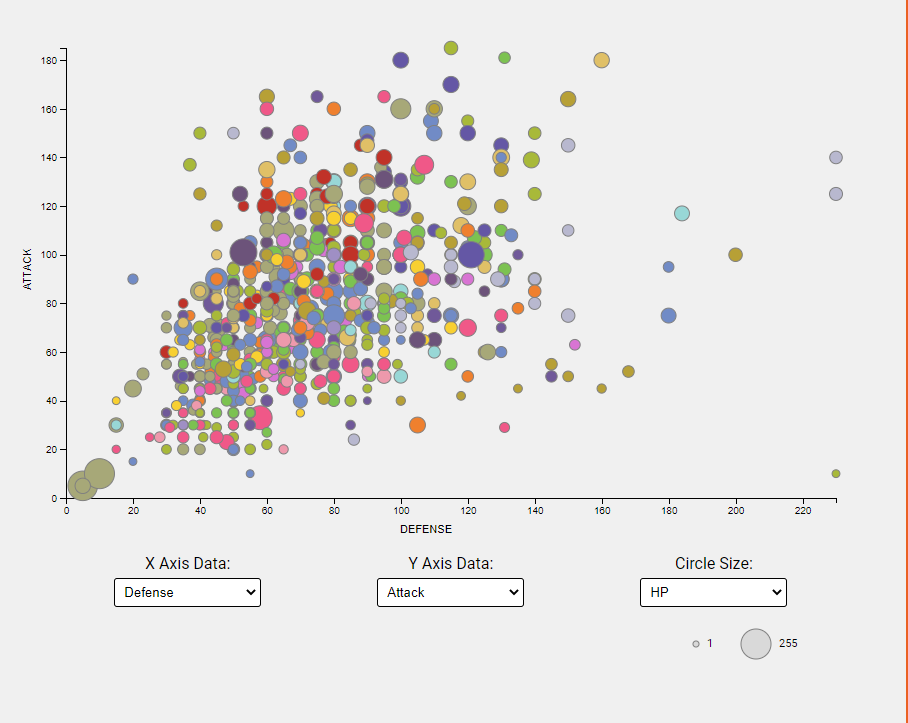 180
160
140
120
100
80
60
40
20
0
ATTACK
0 20 40 60 80 100 120 140 160 180 200 220
DEFENSE
X Axis Data: Y Axis Data: Circle Size:
Defense Attack HP
1 255